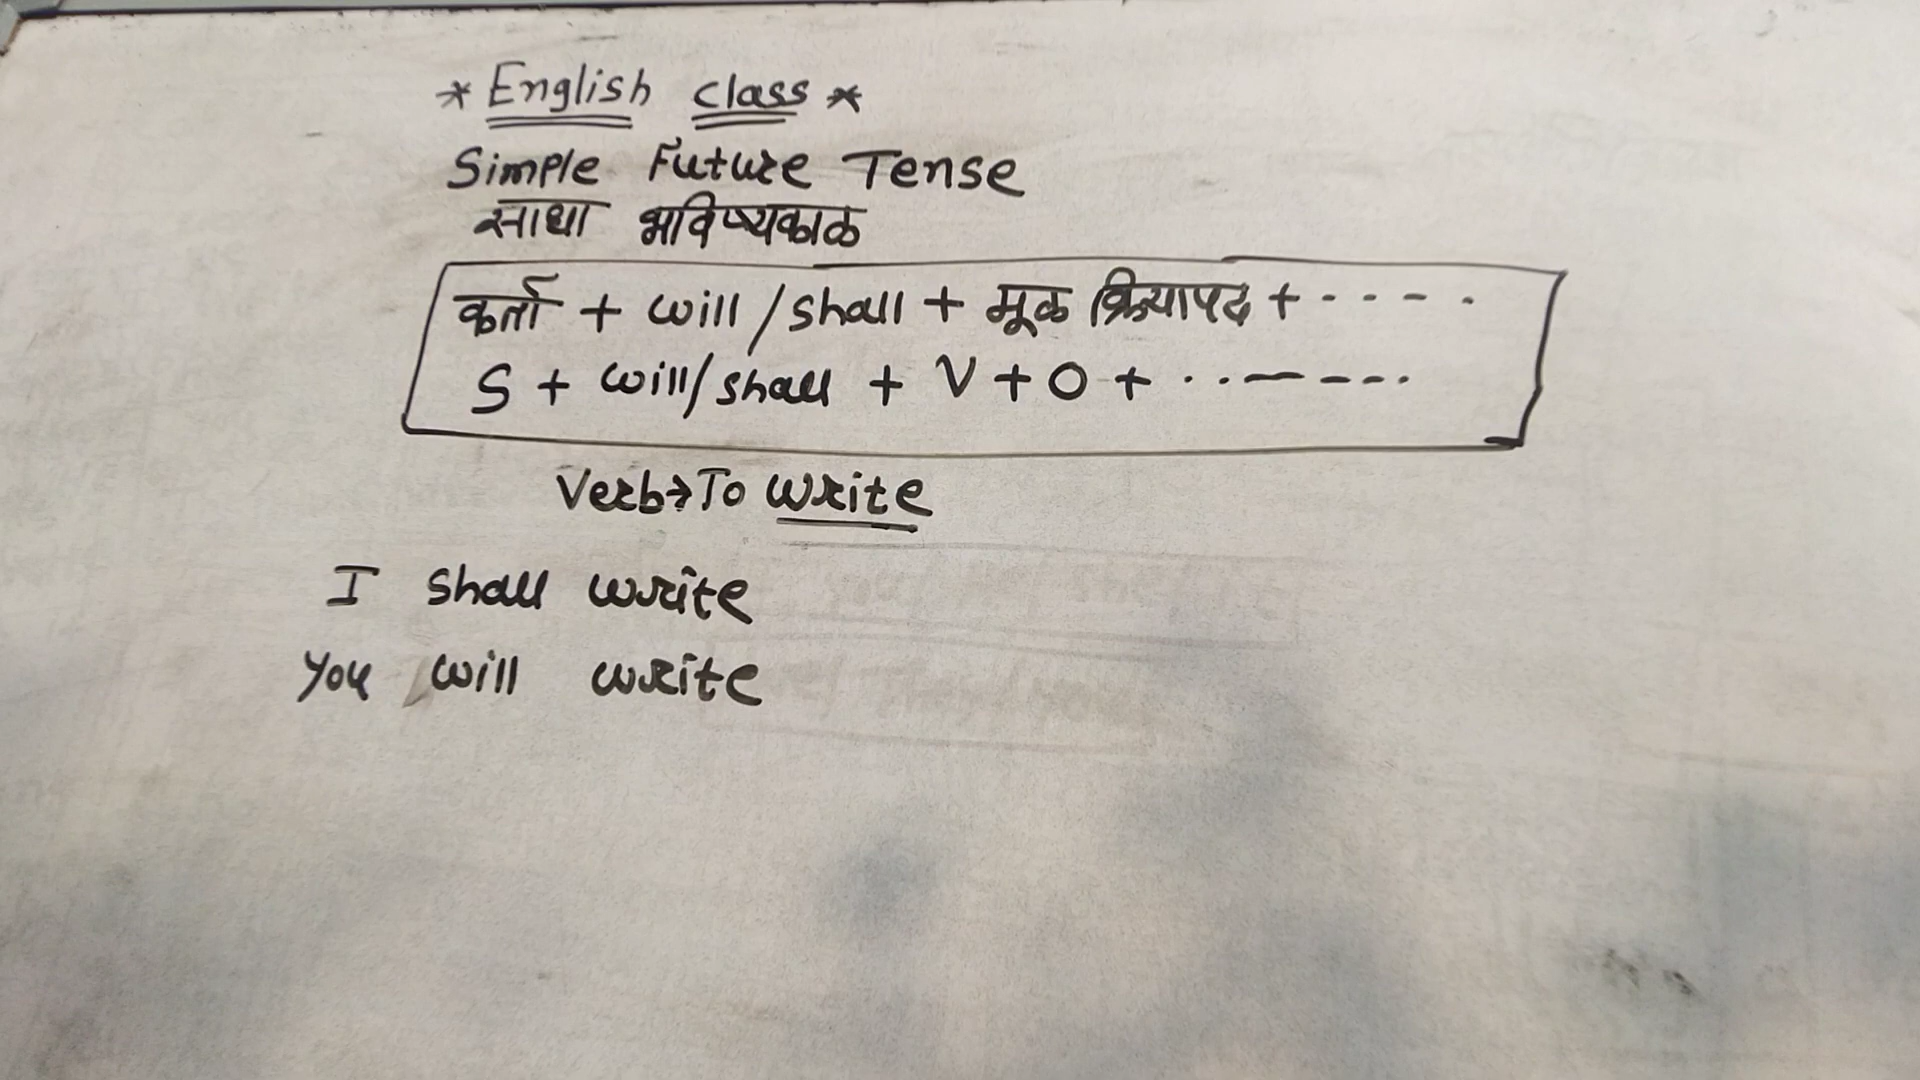 * English class *
Simple Future Tense
साधा भविष्यकाळ
कर्ता + will / shall + मूळ क्रियापद + - - - -
S + will/shall + V + O + - - - - - - -
Verb → To write
I shall write
You will write